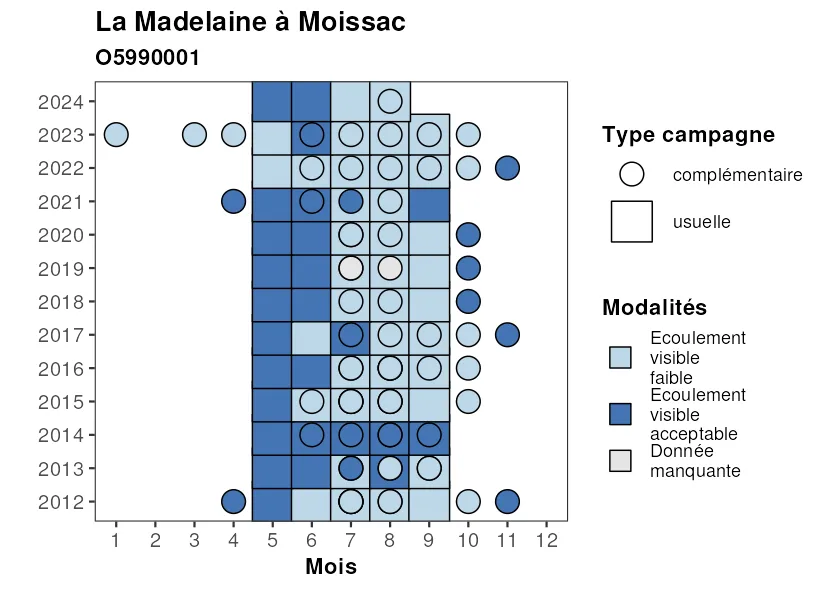 La Madelaine à Moissac
O5990001
2024
2023
2022
2021
2020
2019
2018
2017
2016
2015
2014
2013
2012
1 2 3 4 5 6 7 8 9 10 11 12
Mois
Type campagne
complémentaire
usuelle
Modalités
Ecoulement
visible
faible
Ecoulement
visible
acceptable
Donnée
manquante